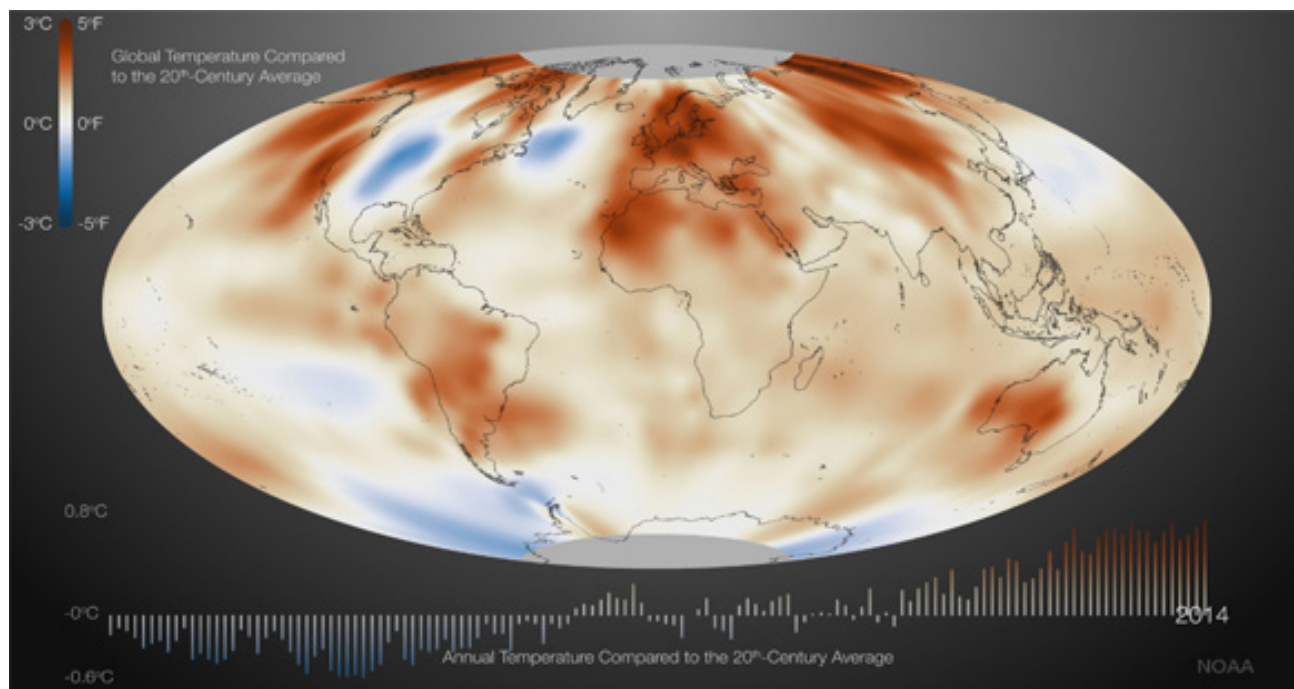 3°C 5°F
Global Temperature Compared
to the 20th-Century Average
0°C 0°F
-3°C -5°F
0.8°C
-0°C
2014
Annual Temperature Compared to the 20th-Century Average
NOAA
-0.6°C